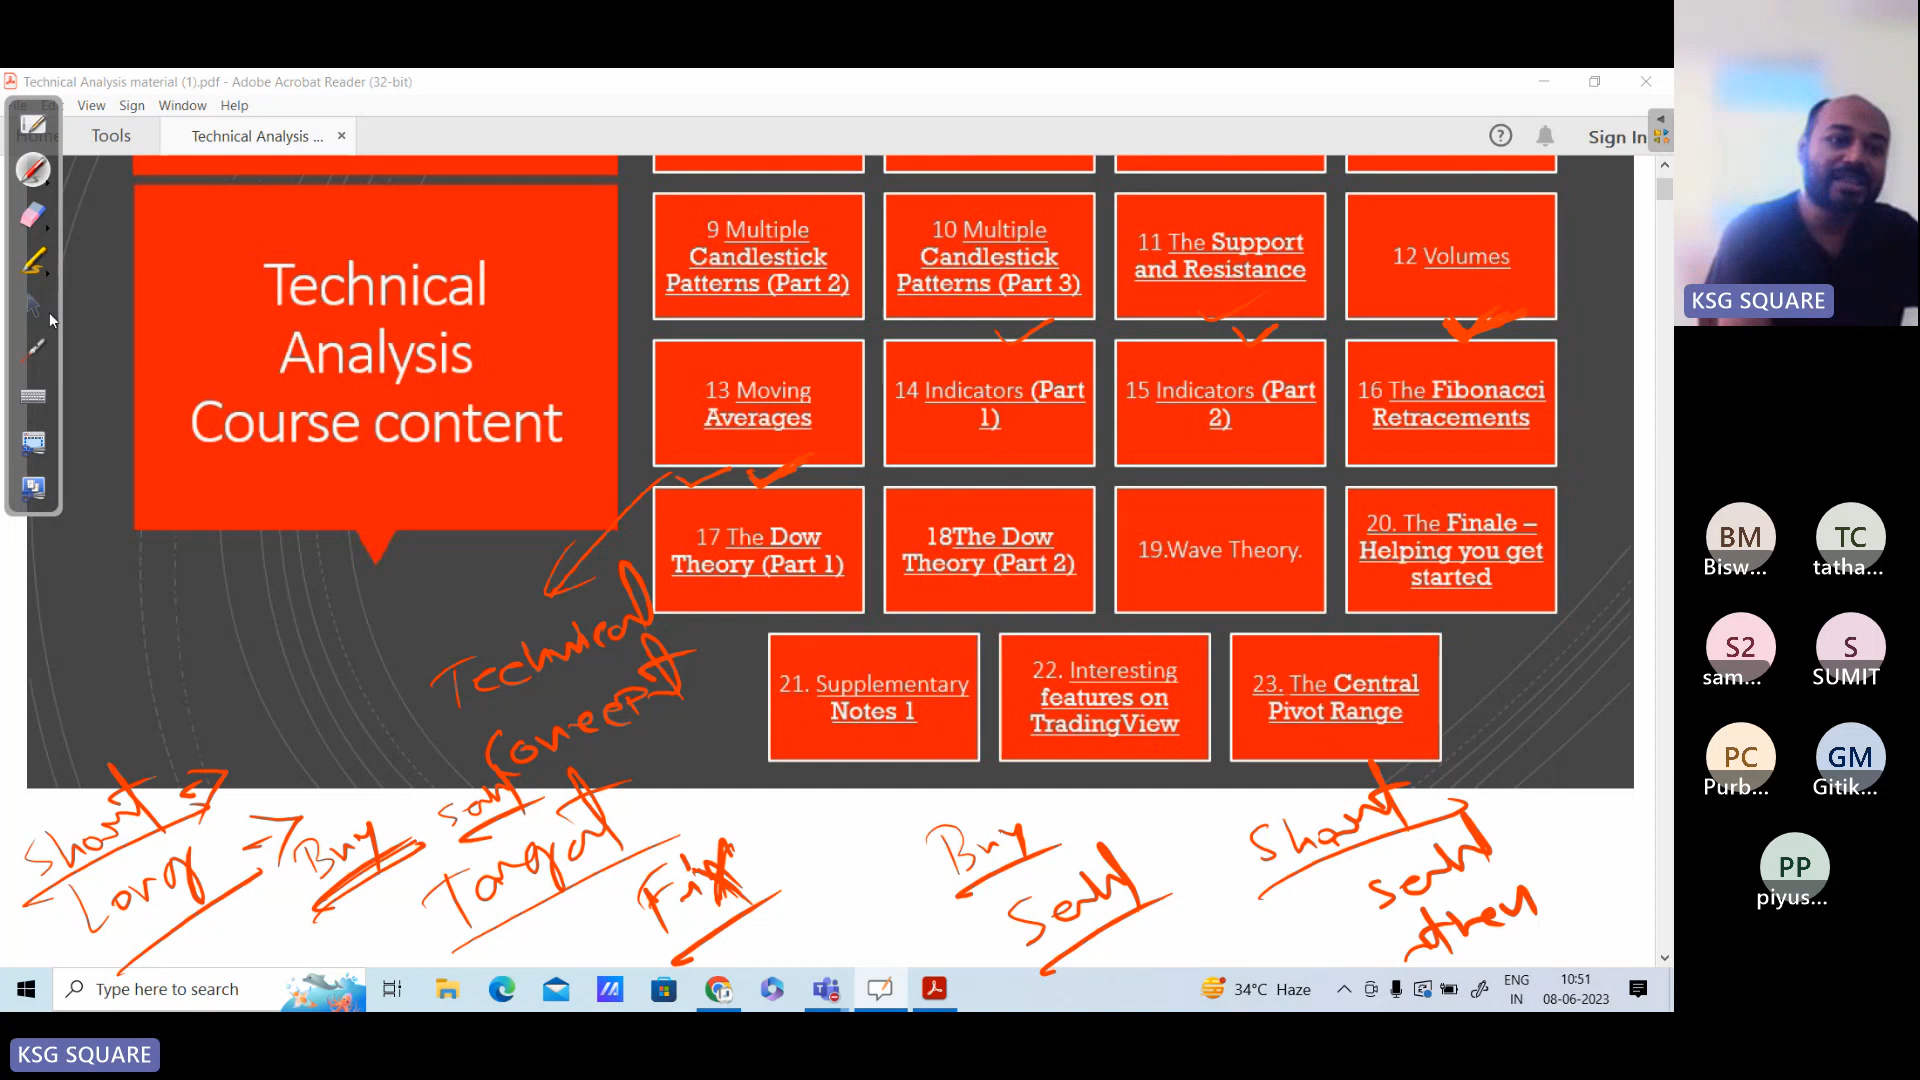 Technical Analysis material (1).pdf - Adobe Acrobat Reader (32-bit)
View Sign Window Help
Tools
Technical Analysis ... ×
Sign In
Technical
Analysis
Course content
9 Multiple
Candlestick
Patterns (Part 2)
10 Multiple
Candlestick
Patterns (Part 3)
11 The Support
and Resistance
12 Volumes
13 Moving
Averages
14 Indicators (Part
1)
15 Indicators (Part
2)
16 The Fibonacci
Retracements
17 The Dow
Theory (Part 1)
18The Dow
Theory (Part 2)
19.Wave Theory.
20. The Finale –
Helping you get
started
21. Supplementary
Notes 1
22. Interesting
features on
TradingView
23. The Central
Pivot Range
Technical
Concept
Short
Long
Buy
Target
Buy
Short
then
Type here to search
34°C Haze
ENG
IN
10:51
08-06-2023
KSG SQUARE
BM
Bisw...
TC
tatha...
S2
sam...
S
SUMIT
PC
Purb...
GM
Gitik...
PP
piyus...
KSG SQUARE